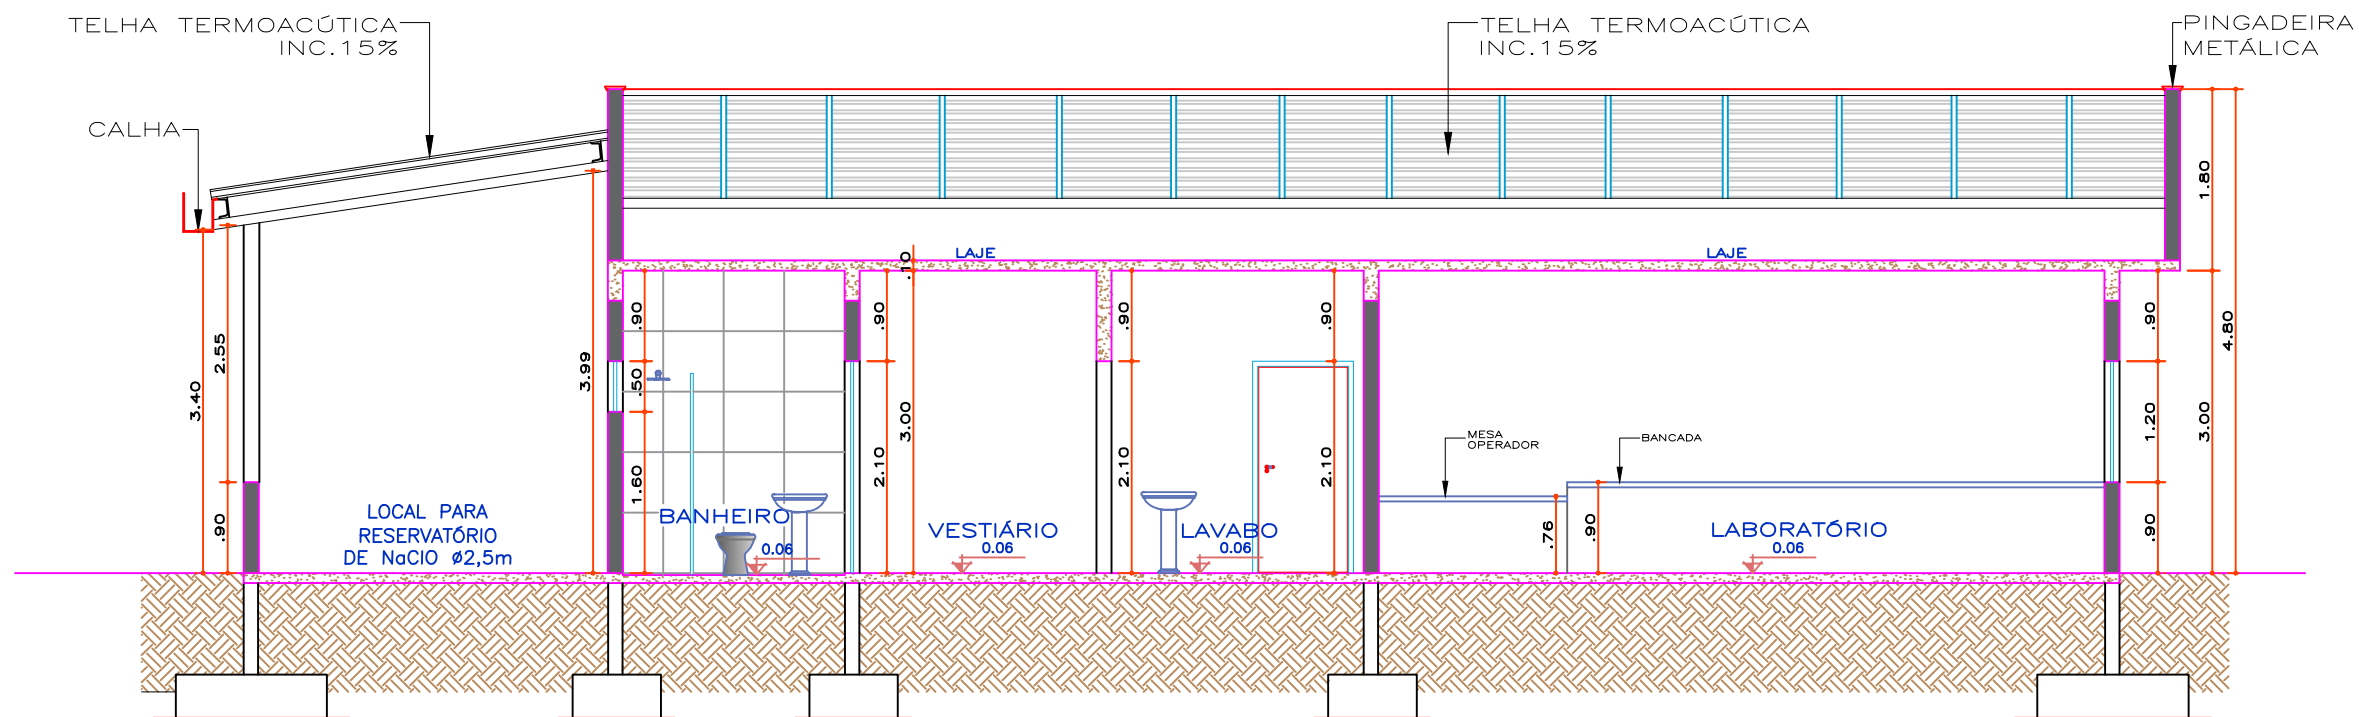 TELHA TERMOACÚTICA
INC.15%
TELHA TERMOACÚTICA
INC.15%
PINGADEIRA
METÁLICA
CALHA
1.80
LAJE
LAJE
.10
.90
.90
.90
.90
.90
4.80
2.55
3.99
.50
3.40
3.00
1.20
3.00
MESA
OPERADOR
BANCADA
1.60
2.10
2.10
2.10
LOCAL PARA
RESERVATÓRIO
DE NaClO ø2,5m
.90
BANHEIRO
0.06
VESTIÁRIO
0.06
LAVABO
0.06
.76
.90
LABORATÓRIO
0.06
.90